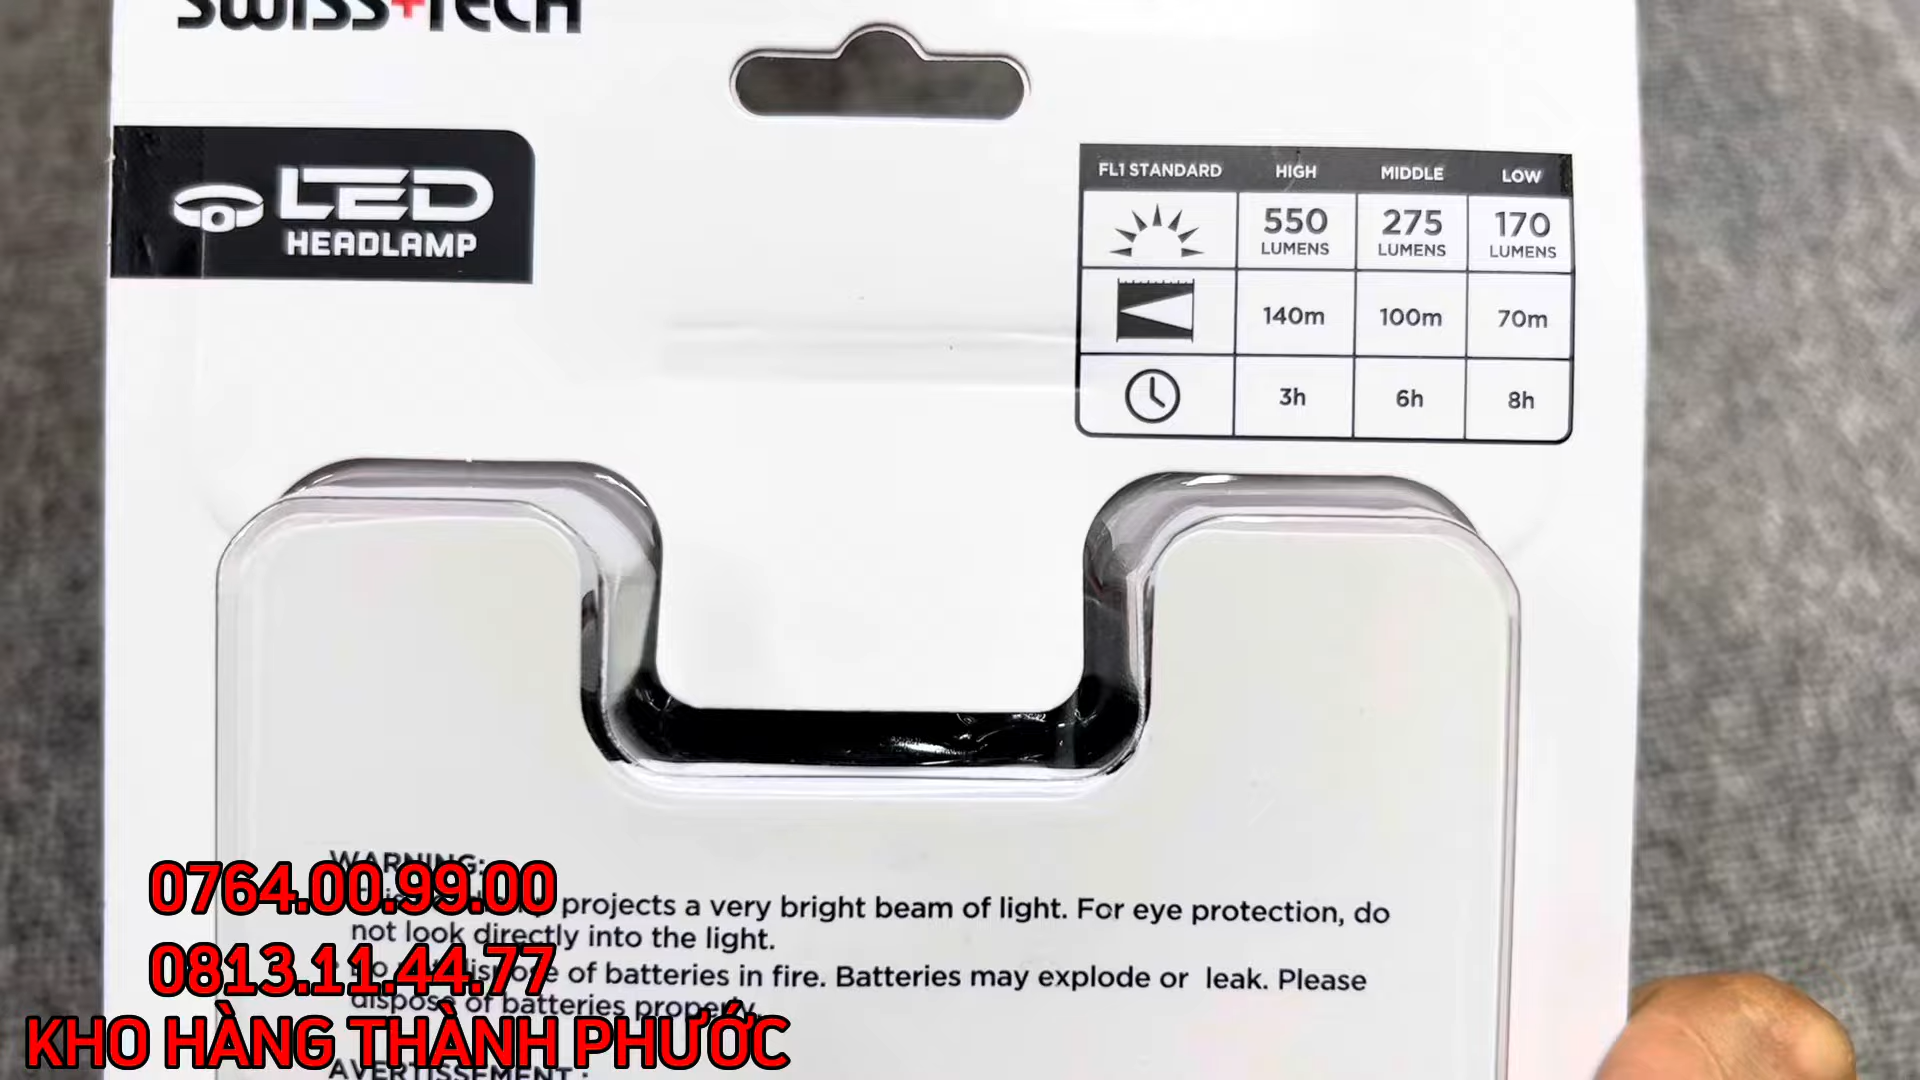 SWISS+TECH
LED
HEADLAMP
FL1 STANDARD HIGH MIDDLE LOW
550 LUMENS 275 LUMENS 170 LUMENS
140m 100m 70m
3h 6h 8h
WARNING:
projects a very bright beam of light. For eye protection, do
not look directly into the light.
of batteries in fire. Batteries may explode or leak. Please
dispose of batteries properly.
AVERTISSEMENT :
0764.00.99.00
0813.11.44.77
KHO HÀNG THÀNH PHƯỚC